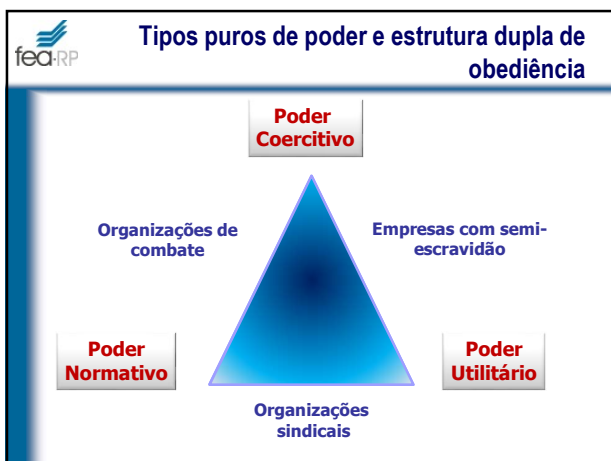 fea-RP
Tipos puros de poder e estrutura dupla de
obediência
Poder
Coercitivo
Organizações de
combate
Empresas com semi-
escravidão
Poder
Normativo
Poder
Utilitário
Organizações
sindicais